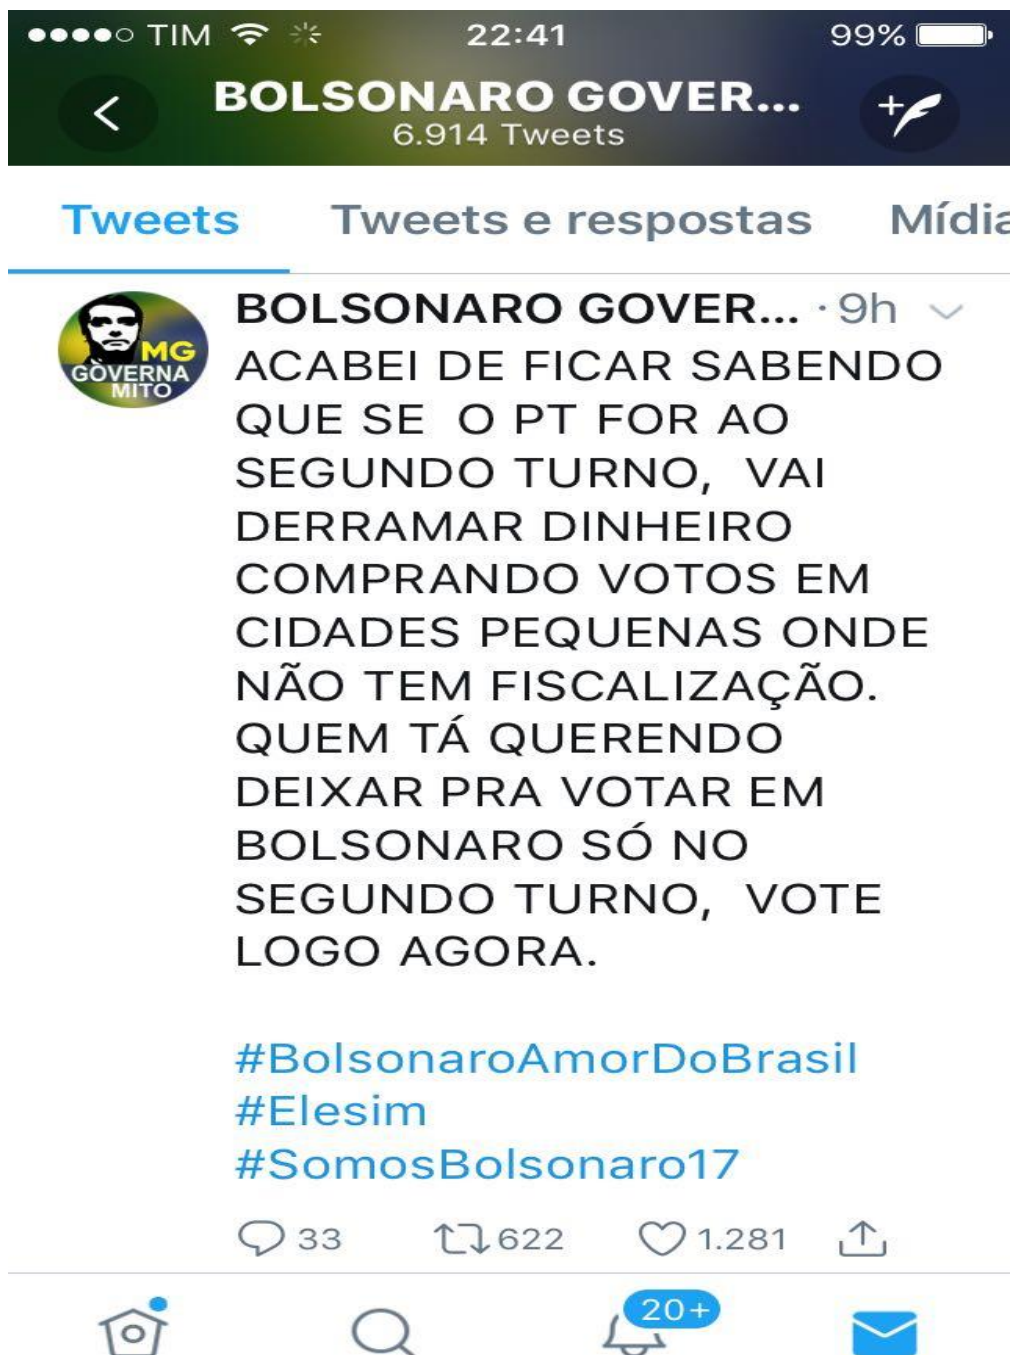 TIM 22:41 99%
BOLSONARO GOVER...
6.914 Tweets
Tweets Tweets e respostas Mídia
BOLSONARO GOVER... · 9h
MG
GOVERNA
MITO
ACABEI DE FICAR SABENDO
QUE SE O PT FOR AO
SEGUNDO TURNO, VAI
DERRAMAR DINHEIRO
COMPRANDO VOTOS EM
CIDADES PEQUENAS ONDE
NÃO TEM FISCALIZAÇÃO.
QUEM TÁ QUERENDO
DEIXAR PRA VOTAR EM
BOLSONARO SÓ NO
SEGUNDO TURNO, VOTE
LOGO AGORA.
#BolsonaroAmorDoBrasil
#Elesim
#SomosBolsonaro17
33 622 1.281
20+